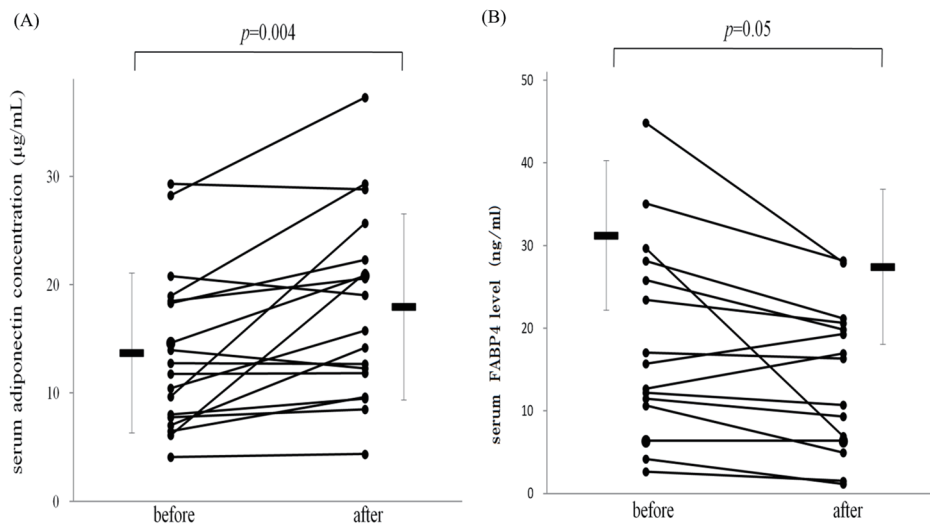 (A)
p=0.004
serum adiponectin concentration (μg/mL)
30
20
10
0
before after
(B)
p=0.05
serum FABP4 level (ng/ml)
50
40
30
20
10
0
before after